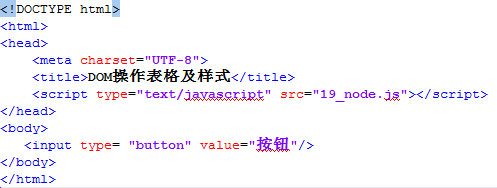 <!DOCTYPE html>
<html>
<head>
    <meta charset="UTF-8">
    <title>DOM操作表格及样式</title>
    <script type="text/javascript" src="19_node.js"></script>
</head>
<body>
    <input type= "button" value="按钮"/>
</body>
</html>